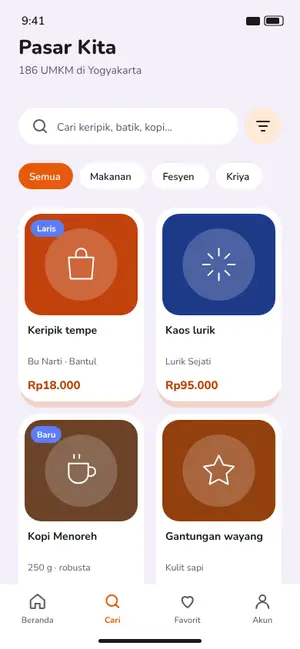 9:41
Pasar Kita
186 UMKM di Yogyakarta
Cari keripik, batik, kopi...
Semua
Makanan
Fesyen
Kriya
Laris
Keripik tempe
Bu Narti · Bantul
Rp18.000
Kaos lurik
Lurik Sejati
Rp95.000
Baru
Kopi Menoreh
250 g · robusta
Gantungan wayang
Kulit sapi
Beranda
Cari
Favorit
Akun